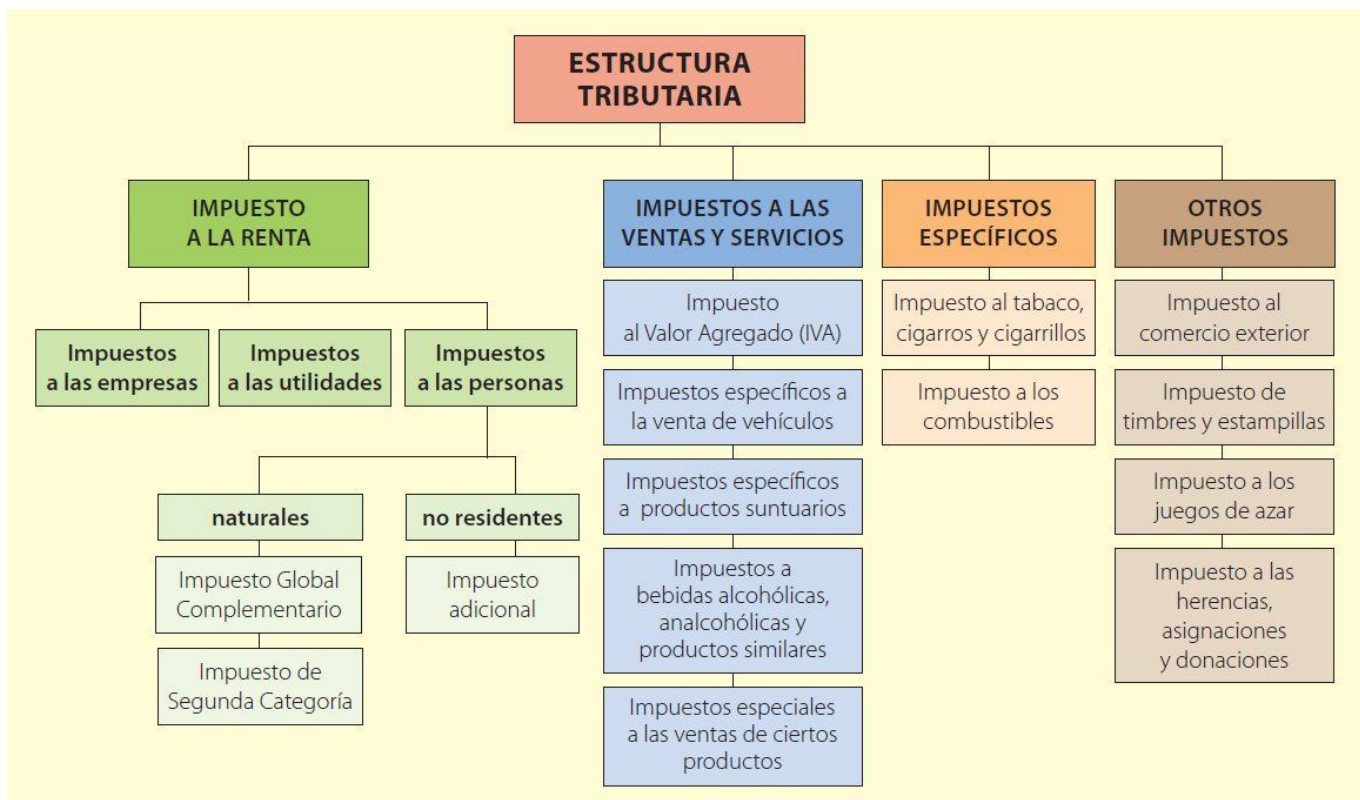 ESTRUCTURA
TRIBUTARIA
IMPUESTO
A LA RENTA
Impuestos
a las empresas
Impuestos
a las utilidades
Impuestos
a las personas
naturales
Impuesto Global
Complementario
Impuesto de
Segunda Categoría
no residentes
Impuesto
adicional
IMPUESTOS A LAS
VENTAS Y SERVICIOS
Impuesto
al Valor Agregado (IVA)
Impuestos específicos a
la venta de vehículos
Impuestos específicos
a productos suntuarios
Impuestos a
bebidas alcohólicas,
analcohólicas y
productos similares
Impuestos especiales
a las ventas de ciertos
productos
IMPUESTOS
ESPECÍFICOS
Impuesto al tabaco,
cigarros y cigarrillos
Impuesto a los
combustibles
OTROS
IMPUESTOS
Impuesto al
comercio exterior
Impuesto de
timbres y estampillas
Impuesto a los
juegos de azar
Impuesto a las
herencias,
asignaciones
y donaciones